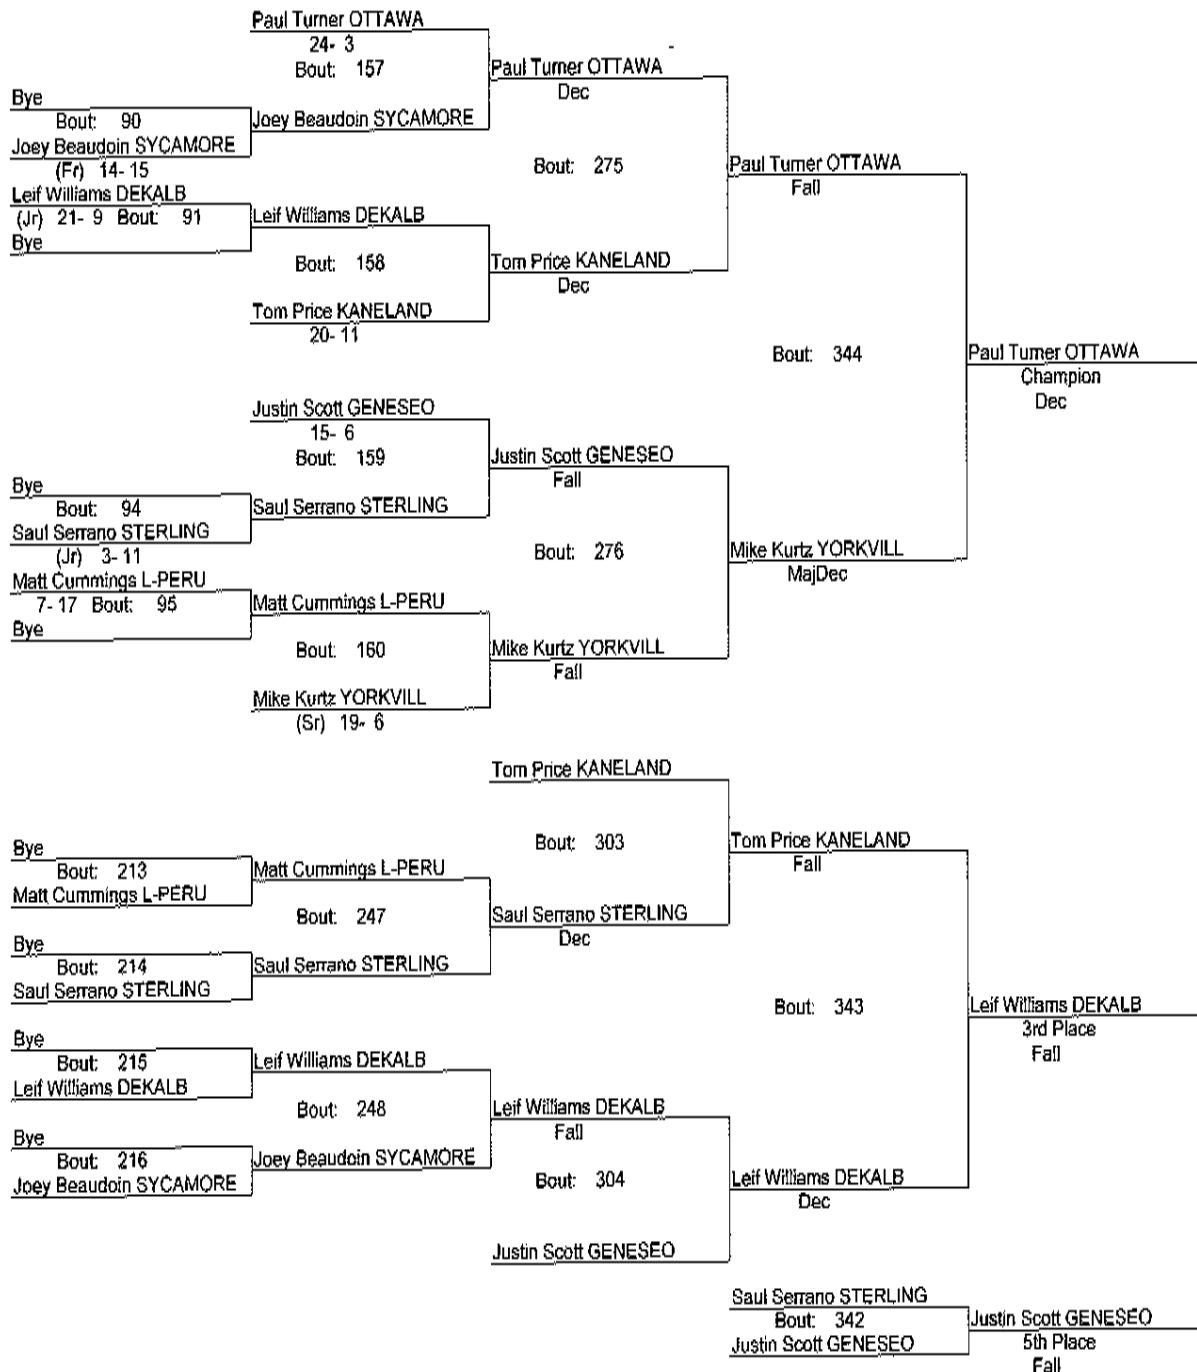 Paul Turner OTTAWA
24- 3
Bout: 157
Paul Turner OTTAWA
Dec
Bye
Bout: 90
Joey Beaudoin SYCAMORE
Joey Beaudoin SYCAMORE
(Fr) 14- 15
Bout: 275
Paul Turner OTTAWA
Fall
Leif Williams DEKALB
(Jr) 21- 9 Bout: 91
Leif Williams DEKALB
Bye
Bout: 158
Tom Price KANELAND
Dec
Tom Price KANELAND
20- 11
Bout: 344
Paul Turner OTTAWA
Champion
Dec
Justin Scott GENESEO
15- 6
Bout: 159
Justin Scott GENESEO
Fall
Bye
Bout: 94
Saul Serrano STERLING
Saul Serrano STERLING
(Jr) 3- 11
Bout: 276
Mike Kurtz YORKVILL
MajDec
Matt Cummings L-PERU
7- 17 Bout: 95
Matt Cummings L-PERU
Bye
Bout: 160
Mike Kurtz YORKVILL
Fall
Mike Kurtz YORKVILL
(Sr) 19- 6
Tom Price KANELAND
Bout: 303
Tom Price KANELAND
Fall
Bye
Bout: 213
Matt Cummings L-PERU
Matt Cummings L-PERU
Bout: 247
Saul Serrano STERLING
Dec
Bye
Bout: 214
Saul Serrano STERLING
Saul Serrano STERLING
Bout: 343
Leif Williams DEKALB
3rd Place
Fall
Bye
Bout: 215
Leif Williams DEKALB
Leif Williams DEKALB
Bout: 248
Leif Williams DEKALB
Fall
Bye
Bout: 216
Joey Beaudoin SYCAMORE
Joey Beaudoin SYCAMORE
Bout: 304
Leif Williams DEKALB
Dec
Justin Scott GENESEO
Saul Serrano STERLING
Bout: 342
Justin Scott GENESEO
Justin Scott GENESEO
5th Place
Fall